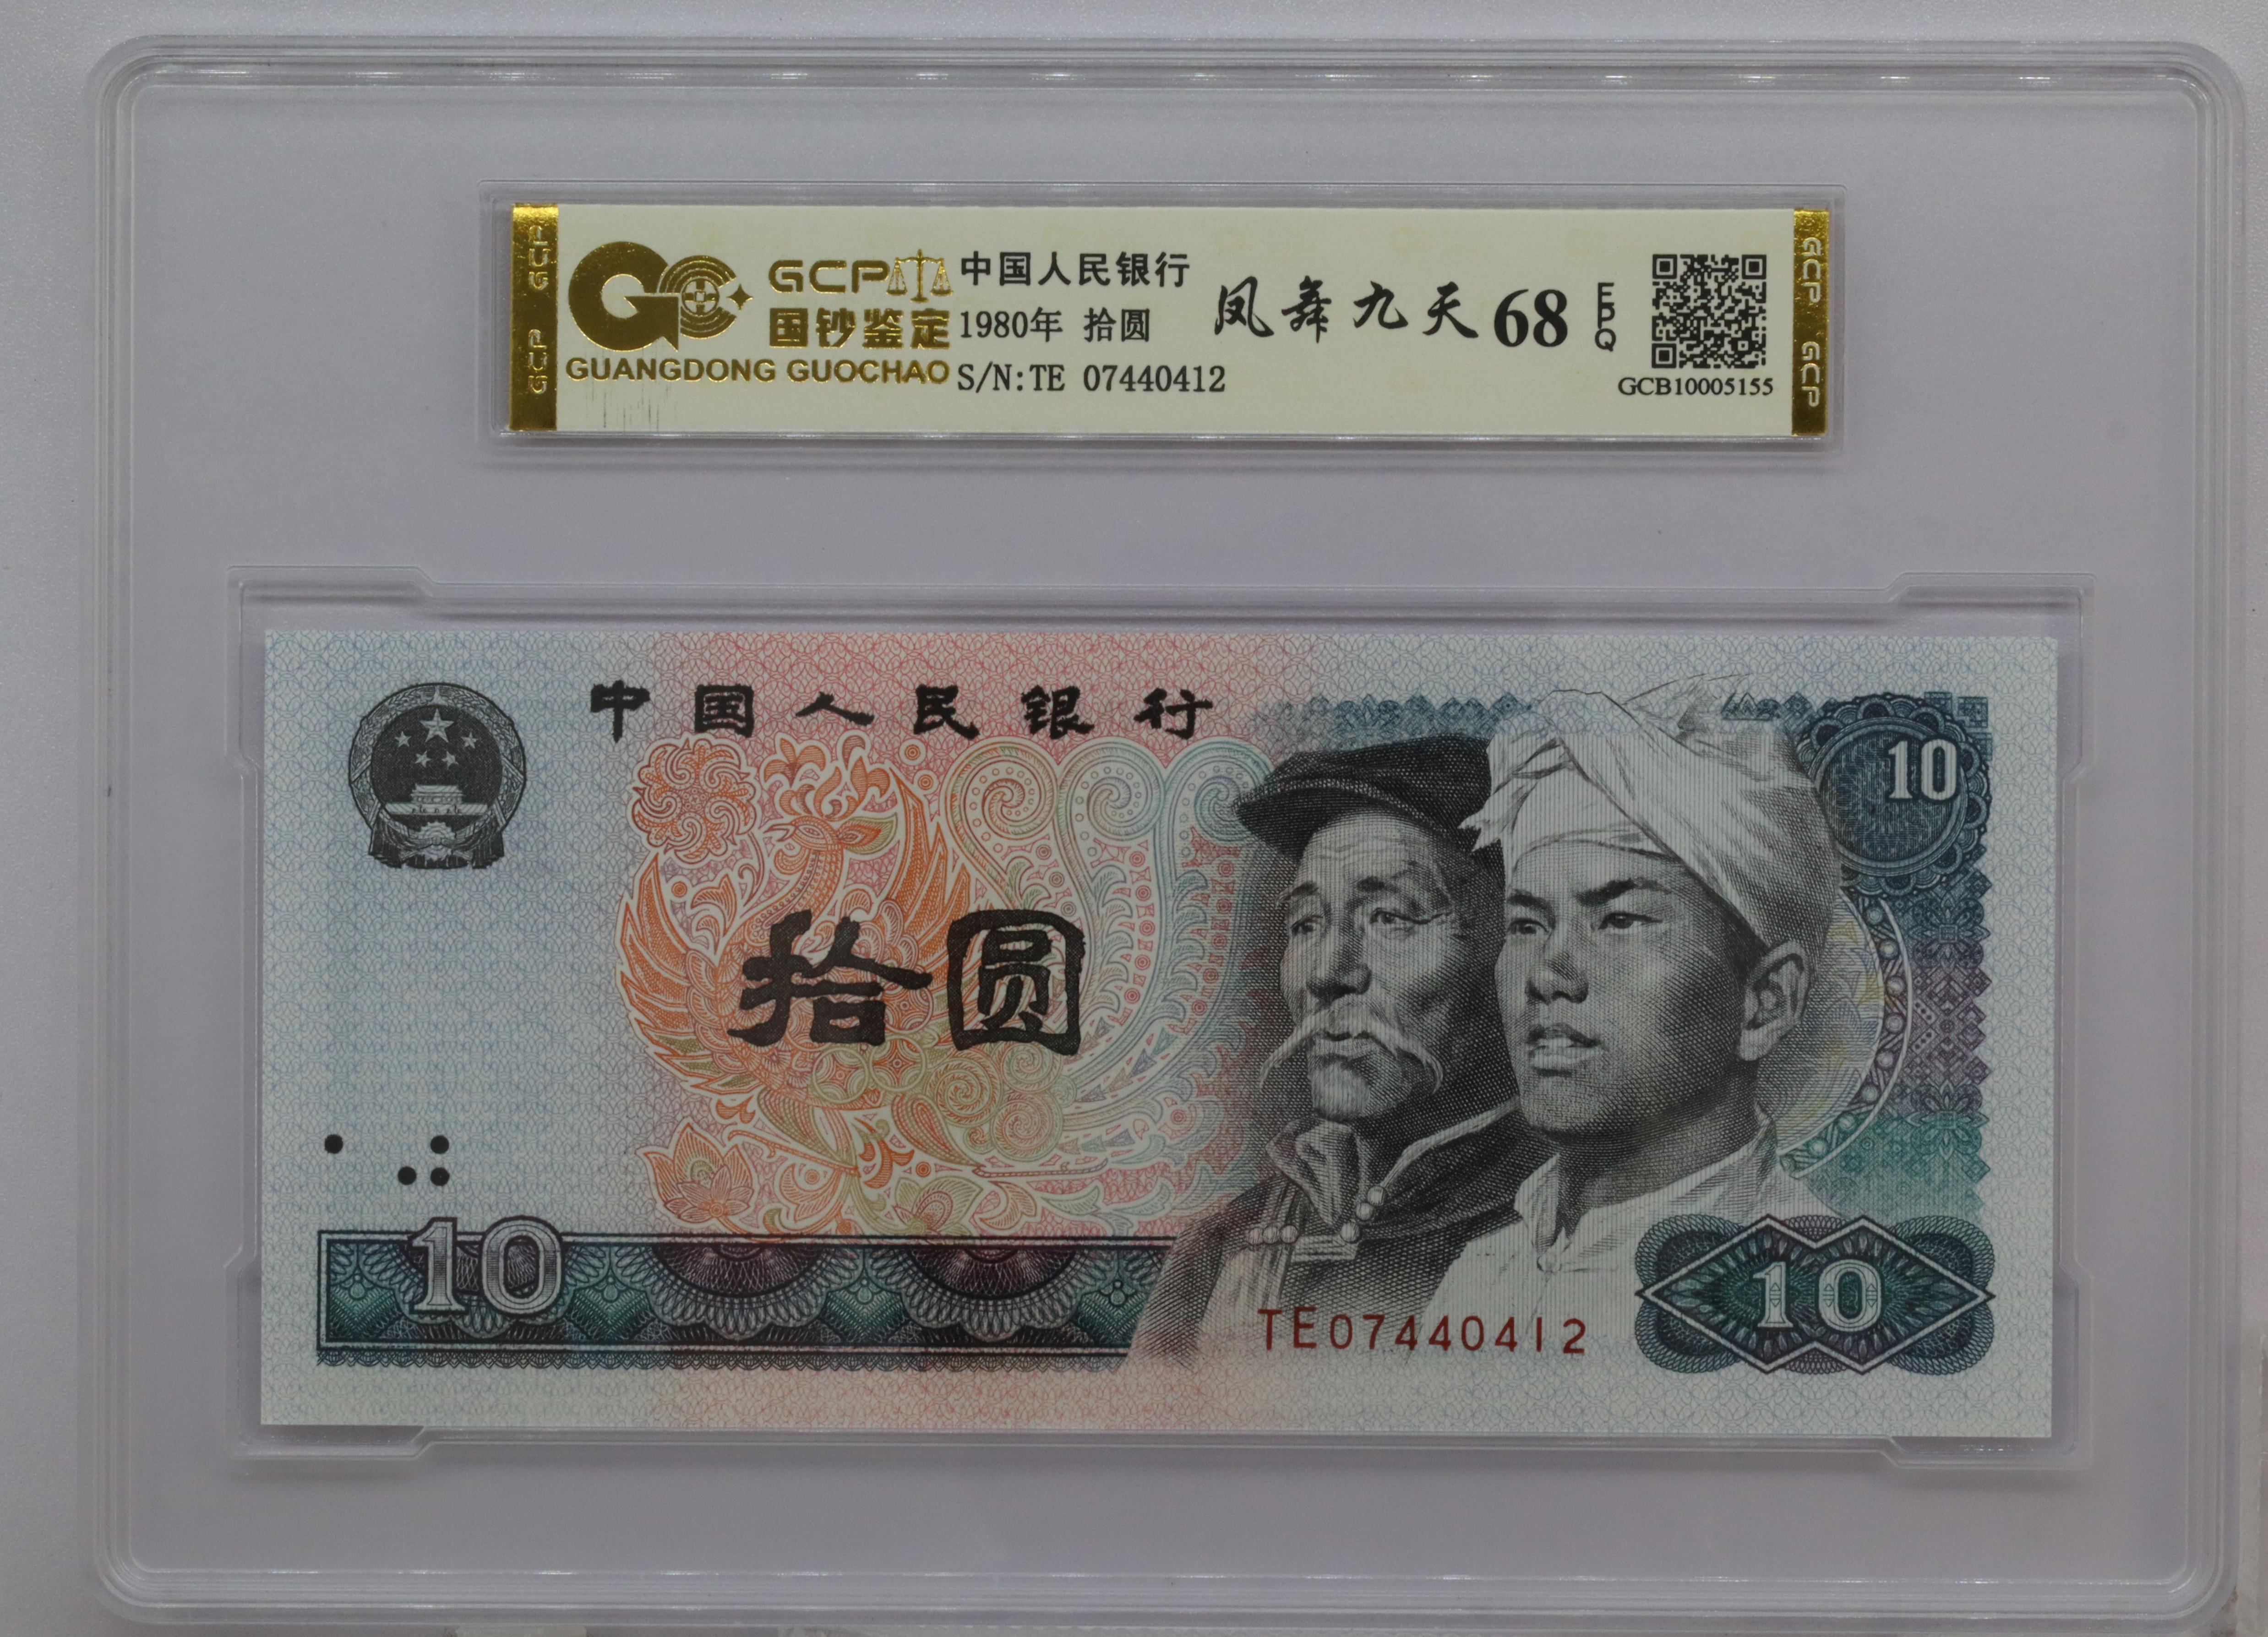 GCP
国钞鉴定
GUANGDONG GUOCHAO
中国人民银行
1980年 拾圆
S/N:TE 07440412
凤舞九天 68 EPQ
GCB10005155
GCP GCP
GCP GCP
中国人民银行
10
拾圆
10
TE07440412
10